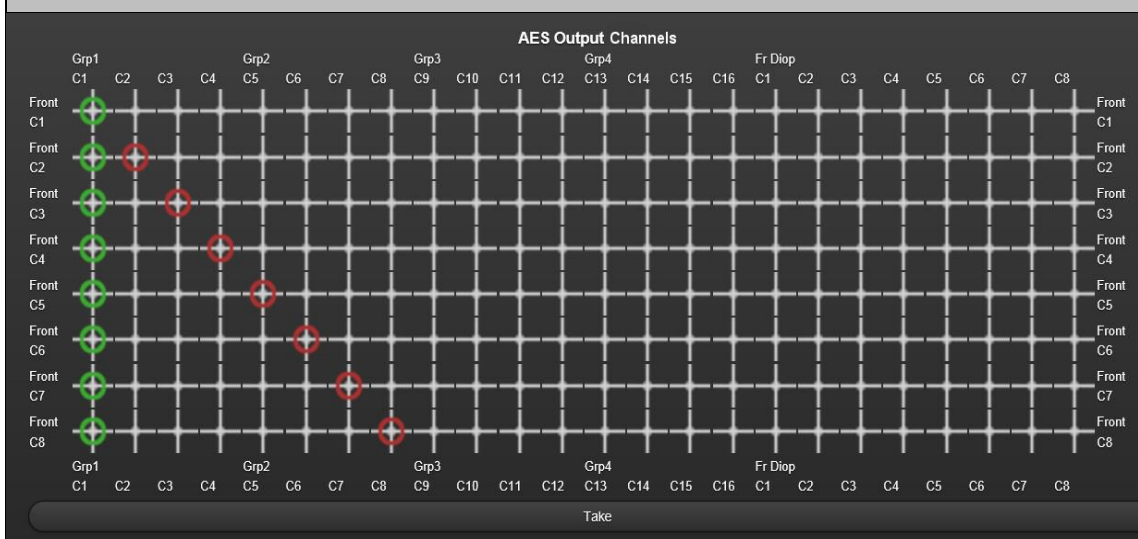 AES Output Channels
Grp1 Grp2 Grp3 Grp4 Fr Diop
C1 C2 C3 C4 C5 C6 C7 C8 C9 C10 C11 C12 C13 C14 C15 C16 C1 C2 C3 C4 C5 C6 C7 C8
Front Front
C1 C1
Front Front
C2 C2
Front Front
C3 C3
Front Front
C4 C4
Front Front
C5 C5
Front Front
C6 C6
Front Front
C7 C7
Front Front
C8 C8
Grp1 Grp2 Grp3 Grp4 Fr Diop
C1 C2 C3 C4 C5 C6 C7 C8 C9 C10 C11 C12 C13 C14 C15 C16 C1 C2 C3 C4 C5 C6 C7 C8
Take